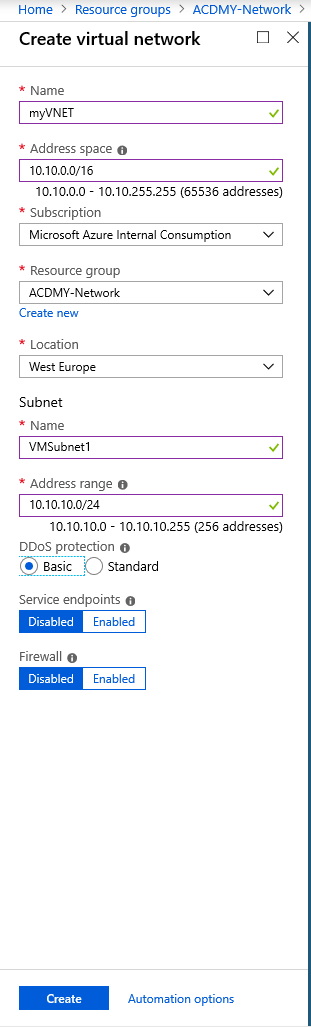 Home > Resource groups > ACDMY-Network >
Create virtual network
* Name
myVNET
* Address space
10.10.0.0/16
10.10.0.0 - 10.10.255.255 (65536 addresses)
* Subscription
Microsoft Azure Internal Consumption
* Resource group
ACDMY-Network
Create new
* Location
West Europe
Subnet
* Name
VMSubnet1
* Address range
10.10.10.0/24
10.10.10.0 - 10.10.10.255 (256 addresses)
DDoS protection
Basic Standard
Service endpoints
Disabled Enabled
Firewall
Disabled Enabled
Create Automation options